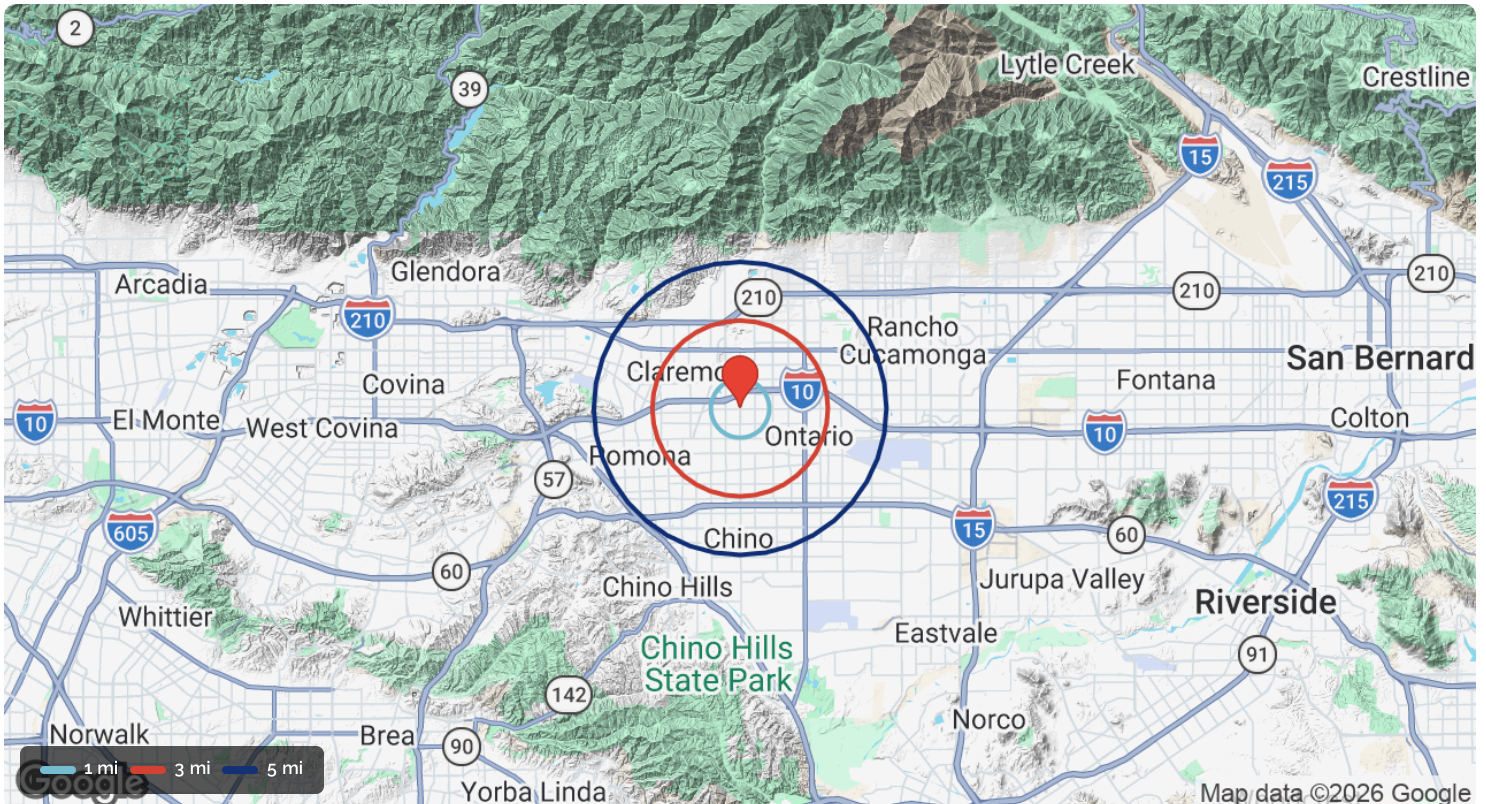 2
39
Lytle Creek
Crestline
15
215
Arcadia
Glendora
210
210
210
210
Rancho
Cucamonga
Claremo
San Bernard
Covina
10
Fontana
10
El Monte
West Covina
Ontario
10
Colton
Pomona
57
215
605
Chino
15
60
60
Chino Hills
Jurupa Valley
Whittier
Riverside
Eastvale
91
Chino Hills
State Park
142
Norco
Norwalk
Brea
90
1 mi 3 mi 5 mi
Google
Yorba Linda
Map data ©2026 Google